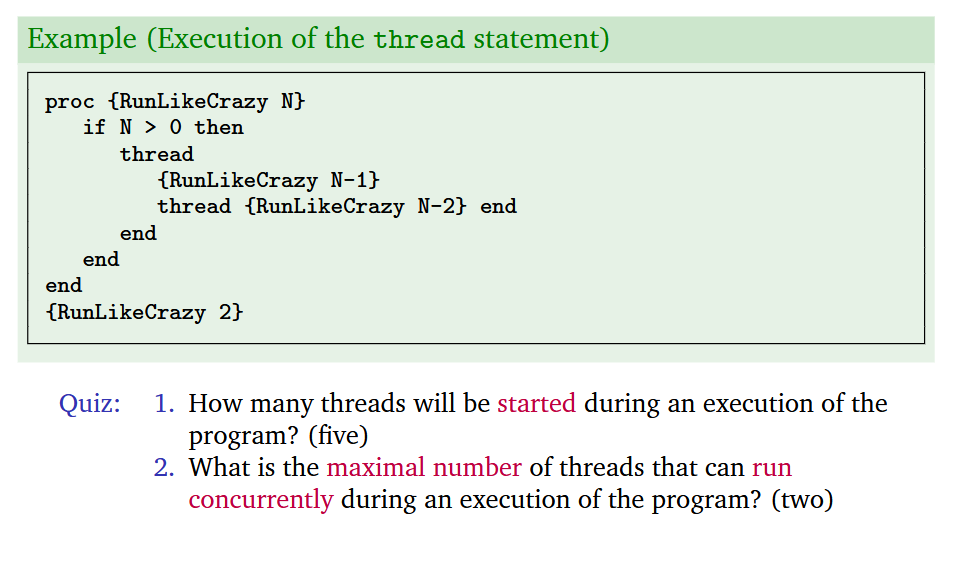 Example (Execution of the thread statement)
proc {RunLikeCrazy N}
   if N > 0 then
      thread
         {RunLikeCrazy N-1}
         thread {RunLikeCrazy N-2} end
      end
   end
end
{RunLikeCrazy 2}
Quiz: 1. How many threads will be started during an execution of the
program? (five)
2. What is the maximal number of threads that can run
concurrently during an execution of the program? (two)